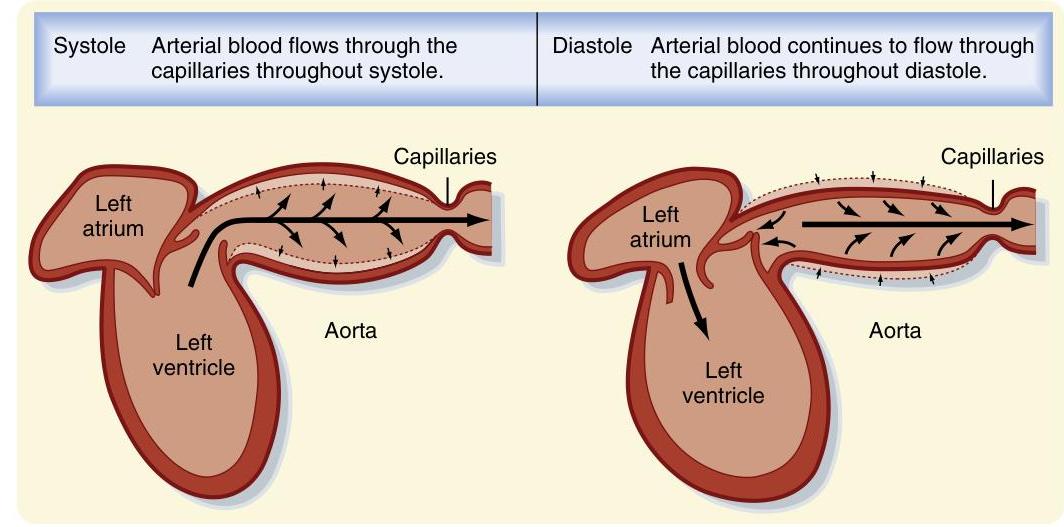 Systole Arterial blood flows through the
capillaries throughout systole.
Diastole Arterial blood continues to flow through
the capillaries throughout diastole.
Capillaries
Left
atrium
Left
ventricle
Aorta
Capillaries
Left
atrium
Left
ventricle
Aorta